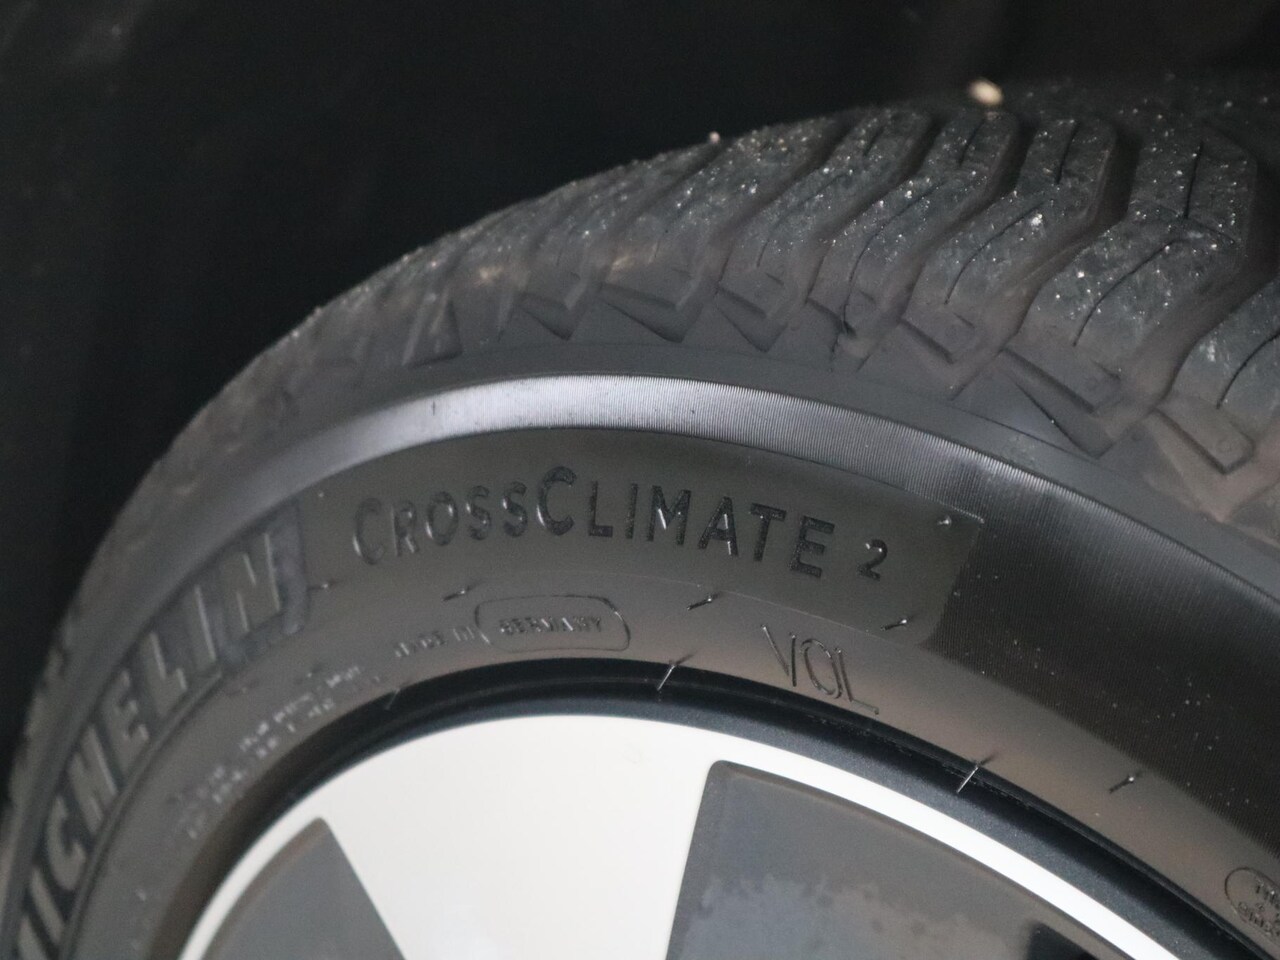 MICHELIN
CROSSCLIMATE 2
MADE IN GERMANY
VOL